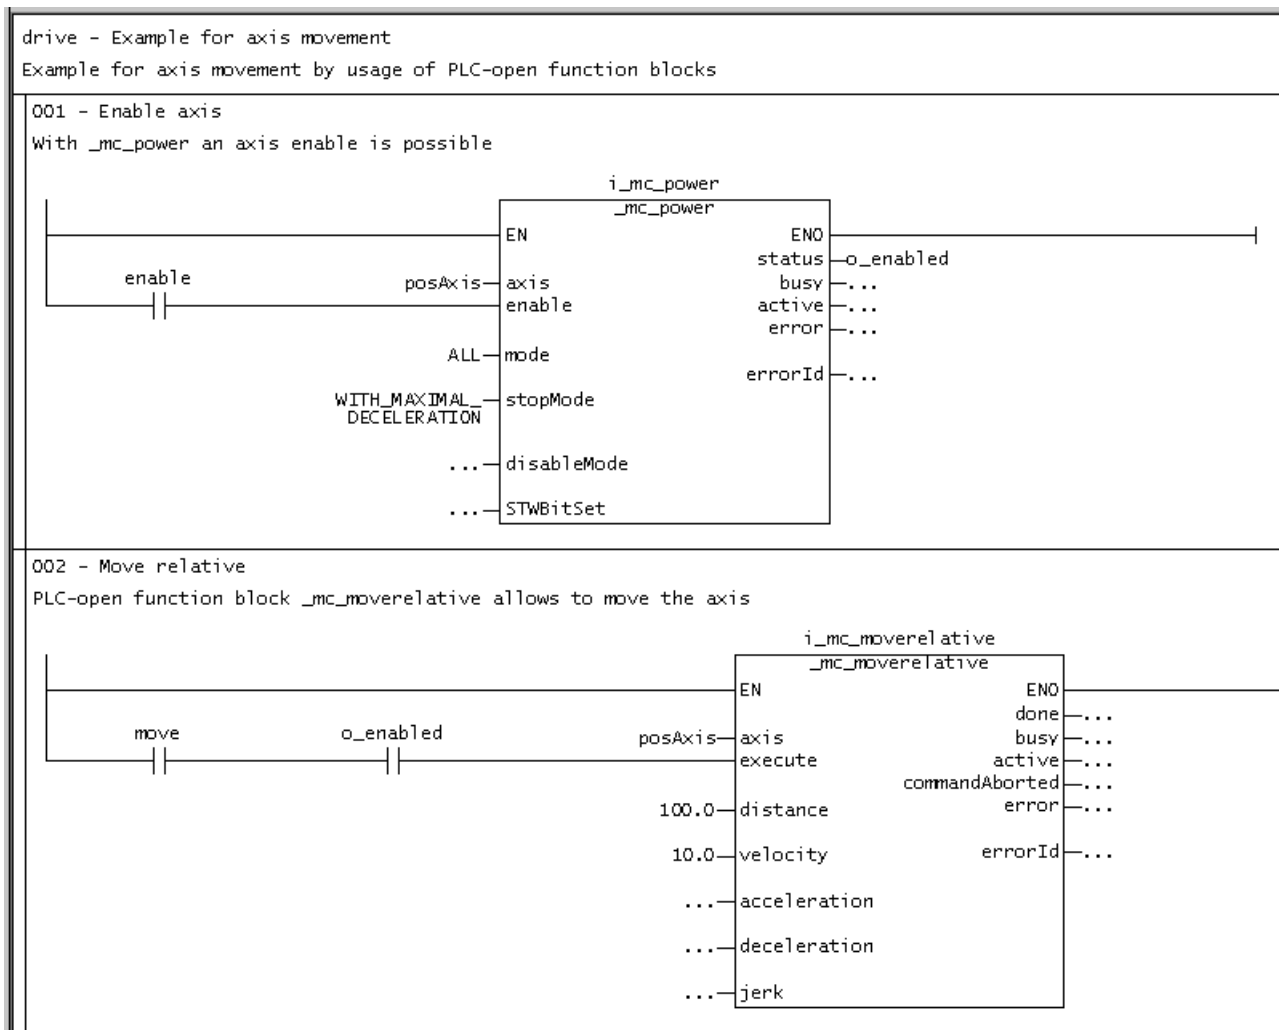 drive - Example for axis movement
Example for axis movement by usage of PLC-open function blocks
001 - Enable axis
With _mc_power an axis enable is possible
i_mc_power
_mc_power
EN ENO
status o_enabled
enable
posAxis axis busy ...
enable active ...
error ...
ALL mode
errorId ...
WITH_MAXIMAL_ stopMode
DECELERATION
... disableMode
... STWBitSet
002 - Move relative
PLC-open function block _mc_moverelative allows to move the axis
i_mc_moverelative
_mc_moverelative
EN ENO
done ...
move o_enabled posAxis axis busy ...
execute active ...
commandAborted ...
100.0 distance error ...
10.0 velocity errorId ...
... acceleration
... deceleration
... jerk